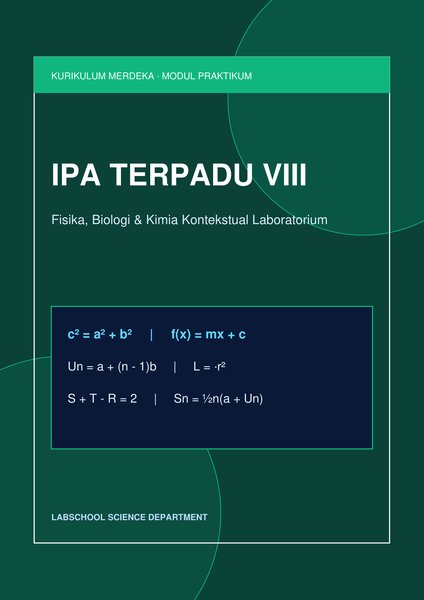 KURIKULUM MERDEKA · MODUL PRAKTIKUM
IPA TERPADU VIII
Fisika, Biologi & Kimia Kontekstual Laboratorium
c² = a² + b² | f(x) = mx + c
Un = a + (n - 1)b | L = ·r²
S + T - R = 2 | Sn = ½n(a + Un)
LABSCHOOL SCIENCE DEPARTMENT